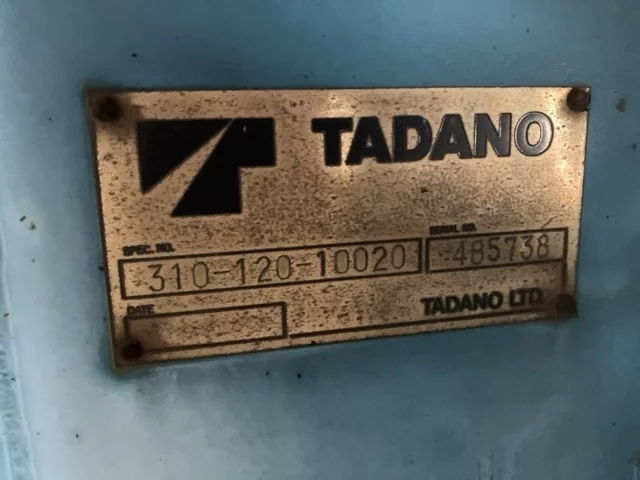 TADANO
SPEC. NO. SERIAL NO.
310-120-10020 485738
DATE
TADANO LTD.